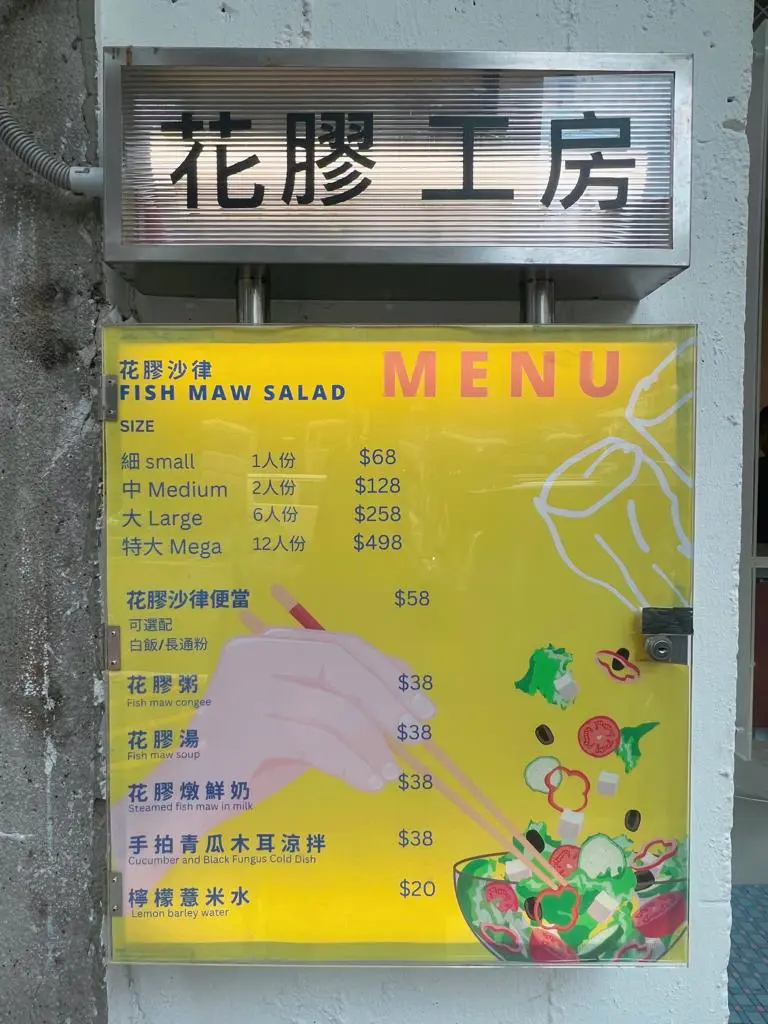 花膠工房
花膠沙律 MENU
FISH MAW SALAD
SIZE
細 small 1人份 $68
中 Medium 2人份 $128
大 Large 6人份 $258
特大 Mega 12人份 $498
花膠沙律便當 $58
可選配
白飯/長通粉
花膠粥 $38
Fish maw congee
花膠湯 $38
Fish maw soup
花膠燉鮮奶 $38
Steamed fish maw in milk
手拍青瓜木耳涼拌 $38
Cucumber and Black Fungus Cold Dish
檸檬薏米水 $20
Lemon barley water